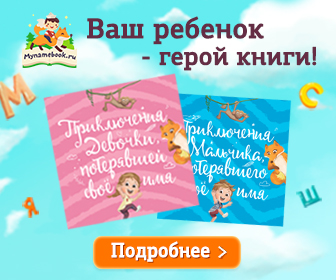 Mynamebook.ru
Ваш ребенок
- герой книги!
М
С
Приключения
Девочки,
потерявшей
своё имя
Приключения
Мальчика,
потерявшего
своё имя
Я
Ш
Подробнее >